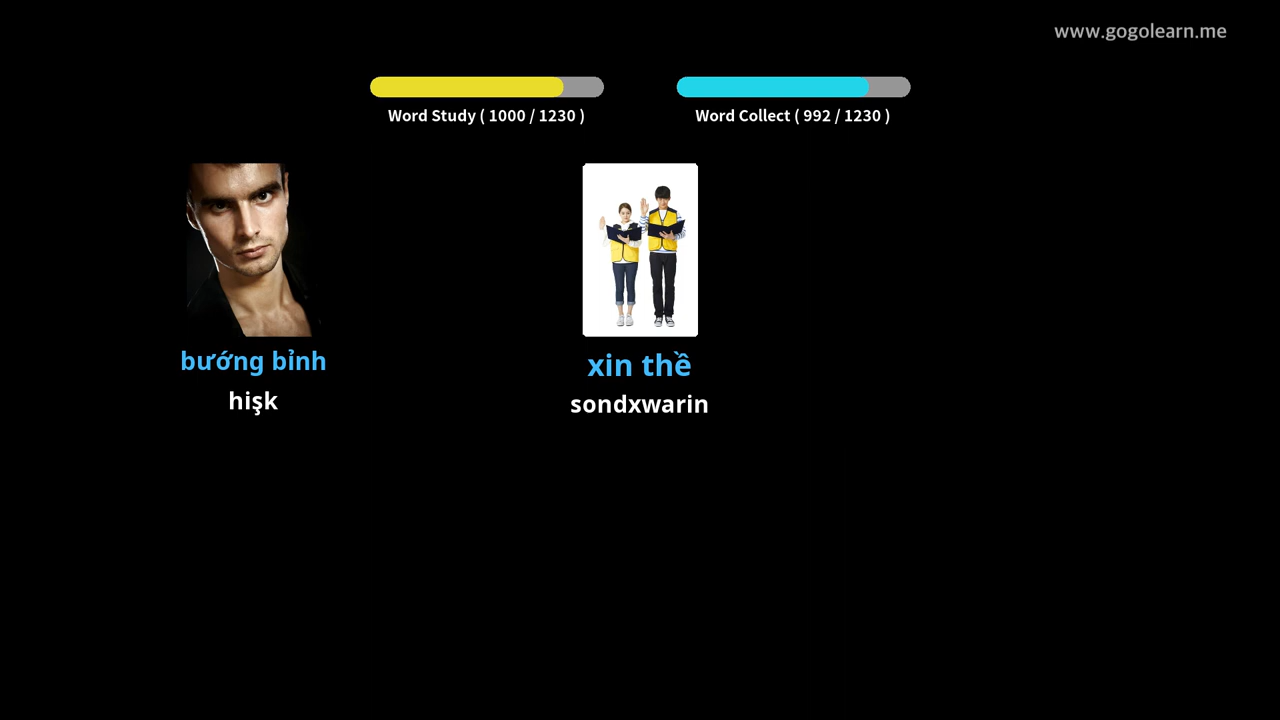 www.gogolearn.me
Word Study ( 1000 / 1230 )
Word Collect ( 992 / 1230 )
bướng bỉnh
hişk
xin thề
sondxwarin